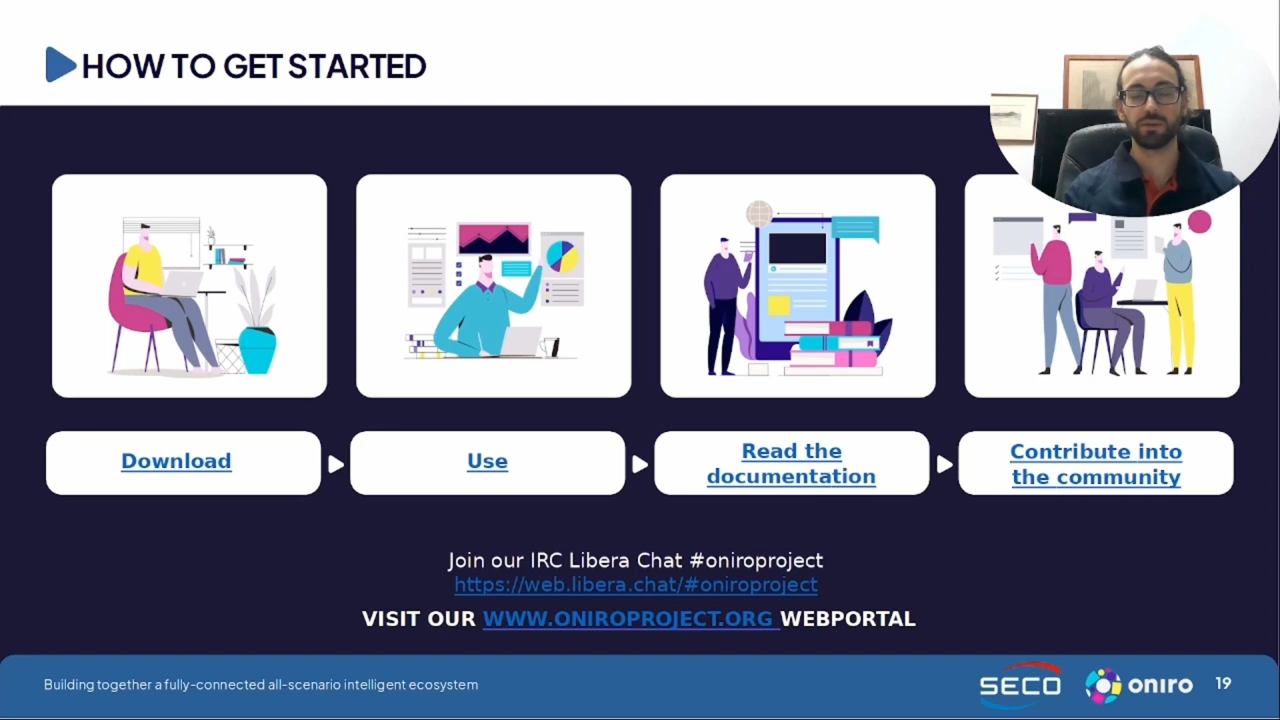 HOW TO GET STARTED
Download
Use
Read the
documentation
Contribute into
the community
Join our IRC Libera Chat #oniroproject
https://web.libera.chat/#oniroproject
VISIT OUR WWW.ONIROPROJECT.ORG WEBPORTAL
Building together a fully-connected all-scenario intelligent ecosystem
SECO
oniro
19